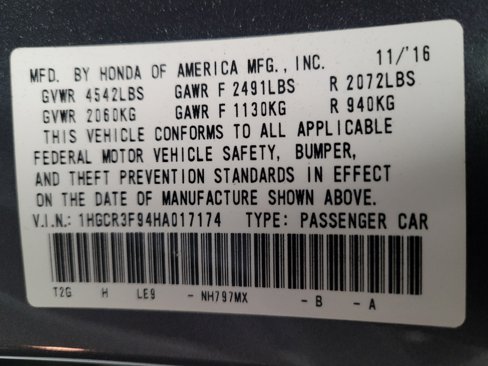 MFD. BY HONDA OF AMERICA MFG., INC. 11/'16
GVWR 4542LBS GAWR F 2491LBS R 2072LBS
GVWR 2060KG GAWR F 1130KG R 940KG
THIS VEHICLE CONFORMS TO ALL APPLICABLE
FEDERAL MOTOR VEHICLE SAFETY, BUMPER,
AND THEFT PREVENTION STANDARDS IN EFFECT
ON THE DATE OF MANUFACTURE SHOWN ABOVE.
V.I.N.: 1HGCR3F94HA017174 TYPE: PASSENGER CAR
T2G H LE9 - NH797MX - B - A